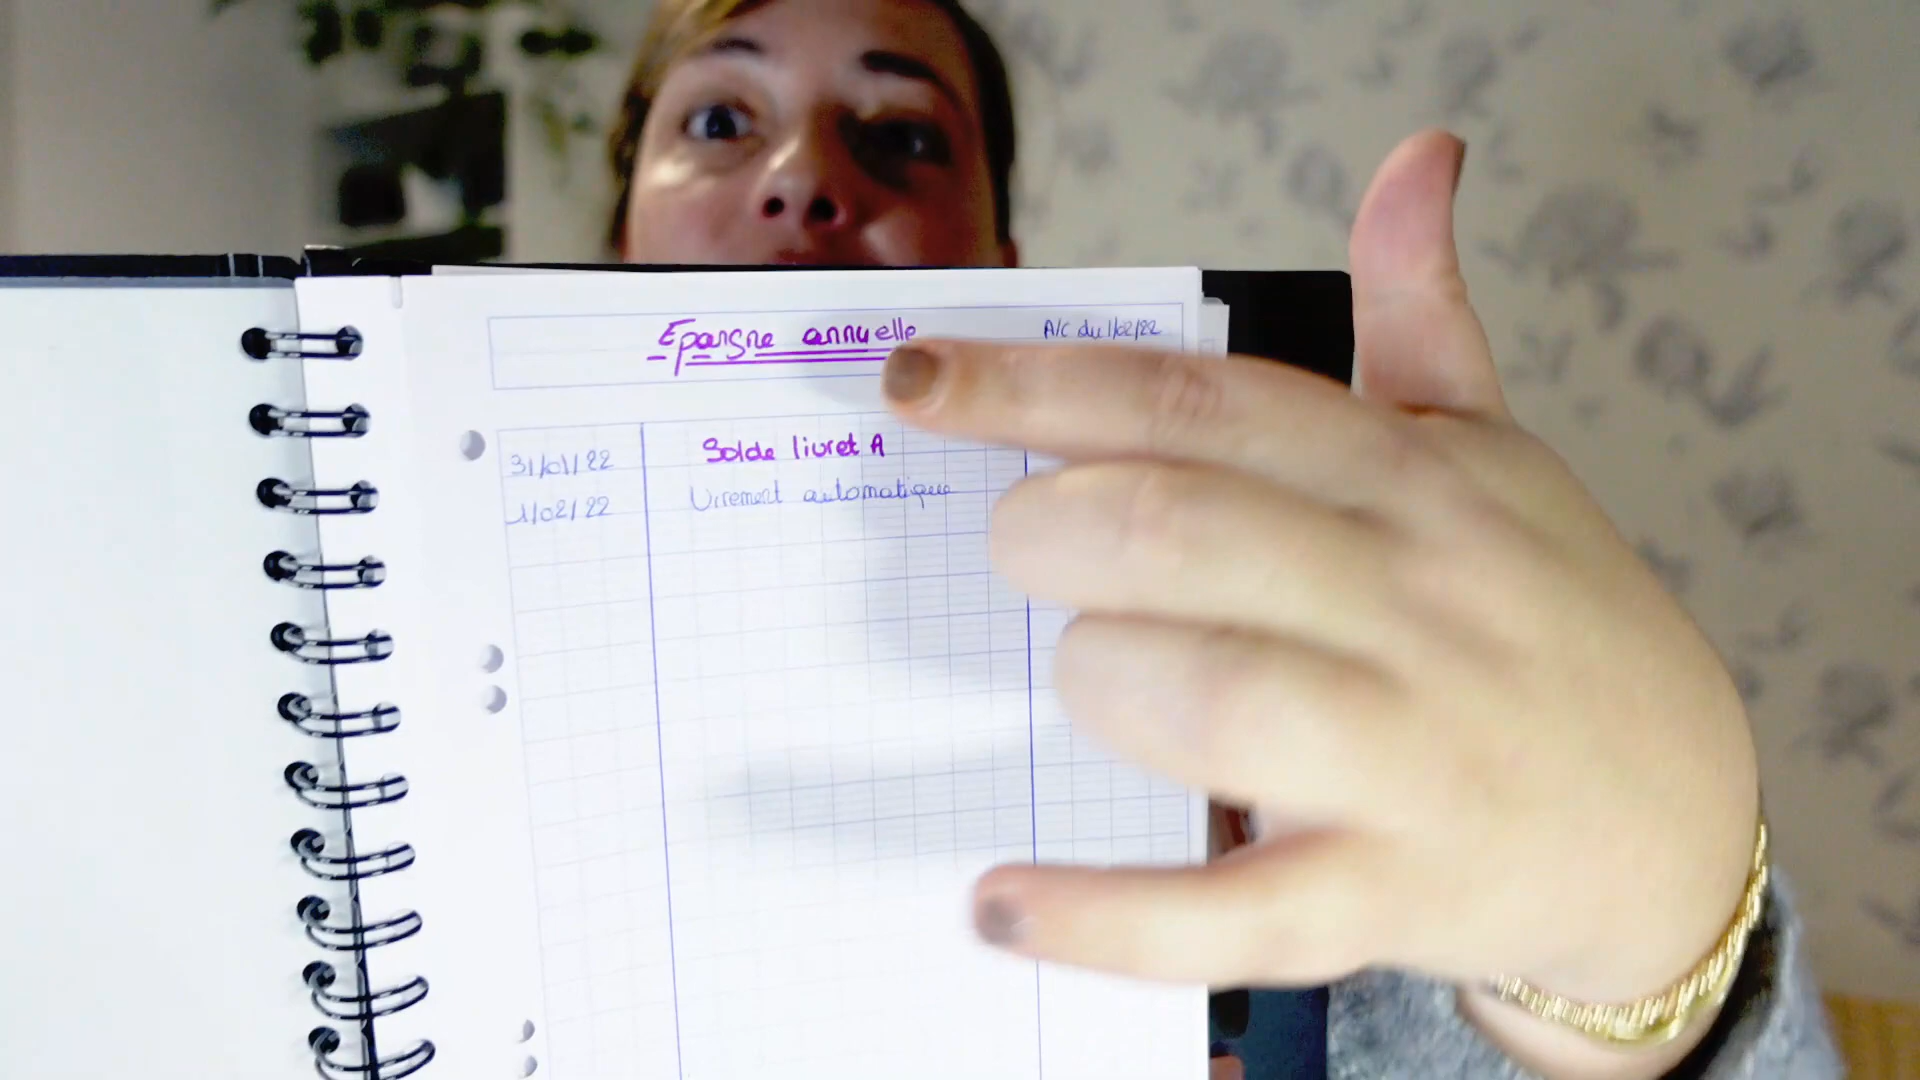 Epargne annuelle
A/C du 1/02/22
31/01/22 Solde livret A
1/02/22 Virement automatique